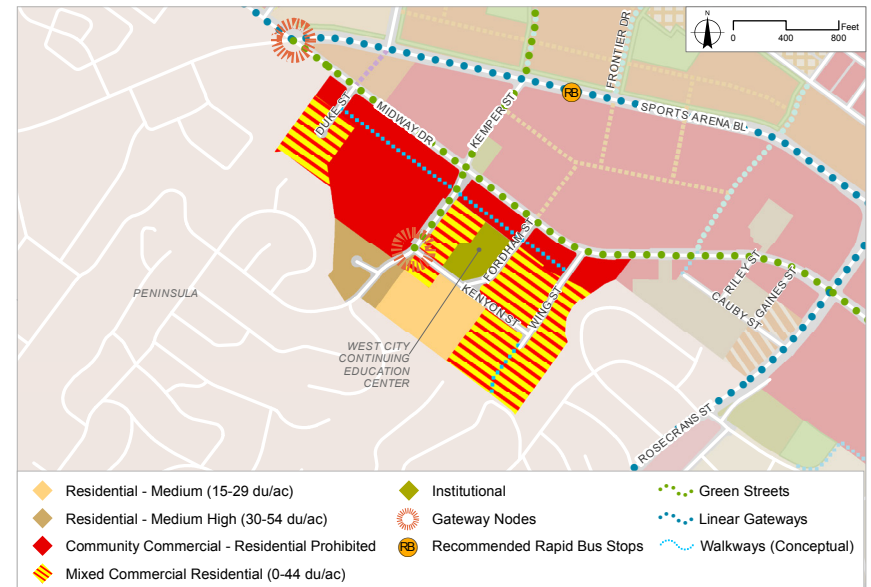 N
0 400 800
Feet
FRONTIER DR
RB
SPORTS ARENA BL
DUKE ST
MIDWAY DR
KEMPER ST
FORDHAM ST
WING ST
KENYON ST
RILEY ST
GAINES ST
CAUBY ST
PENINSULA
WEST CITY
CONTINUING
EDUCATION
CENTER
ROSECRANS ST
Residential - Medium (15-29 du/ac)
Residential - Medium High (30-54 du/ac)
Community Commercial - Residential Prohibited
Mixed Commercial Residential (0-44 du/ac)
Institutional
Gateway Nodes
RB Recommended Rapid Bus Stops
Green Streets
Linear Gateways
Walkways (Conceptual)